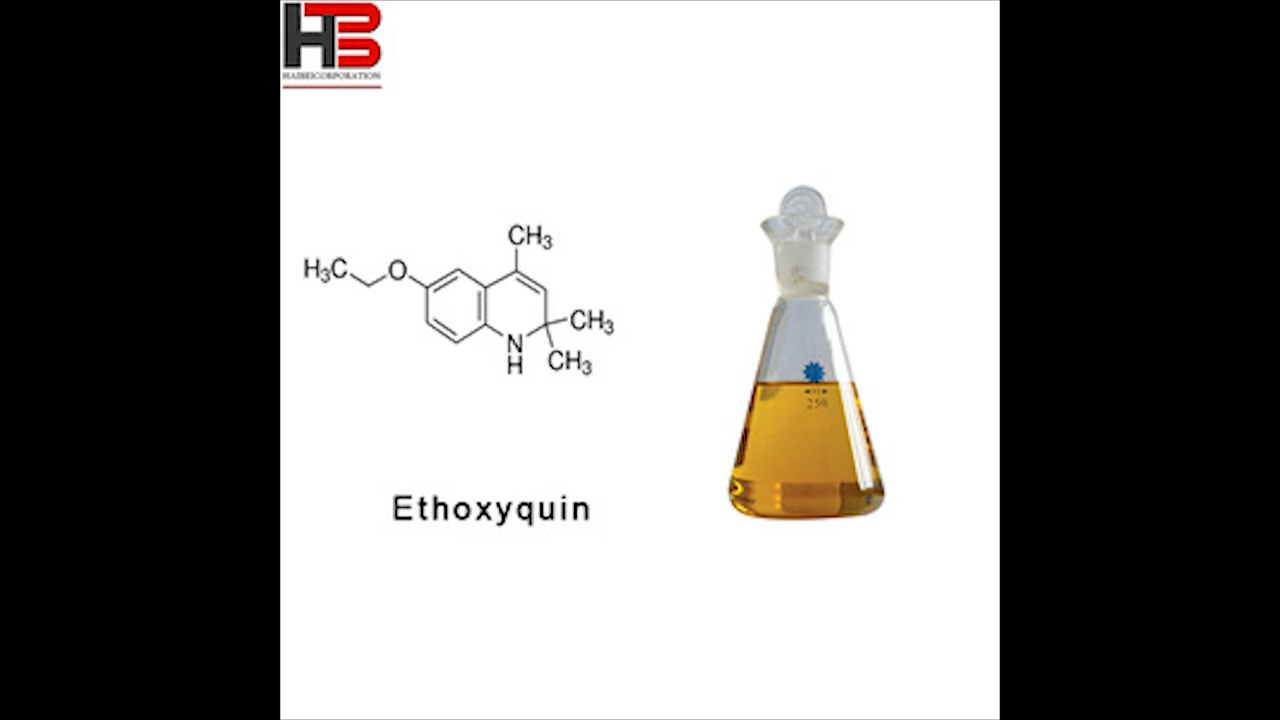 HB
HAIBEICORPORATION
CH₃
H₃C
O
CH₃
N
H
CH₃
250
Ethoxyquin